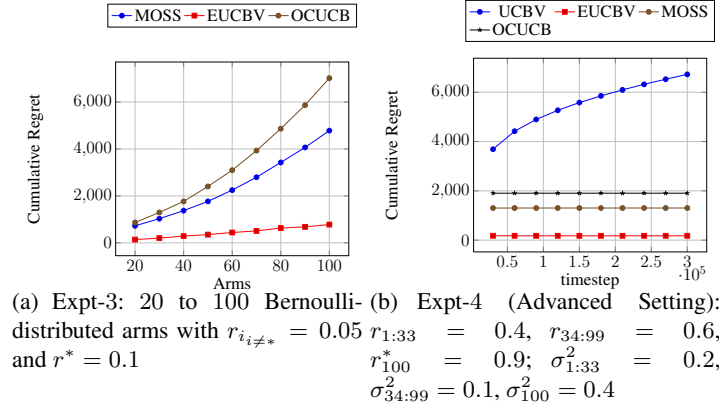 MOSS EUCBV OCUCB
Cumulative Regret
6,000
4,000
2,000
0
20 40 60 80 100
Arms
(a) Expt-3: 20 to 100 Bernoulli-
distributed arms with r_{i_{i≠*}} = 0.05
and r^* = 0.1
UCBV EUCBV MOSS
OCUCB
Cumulative Regret
6,000
4,000
2,000
0
0.5 1 1.5 2 2.5 3
timestep ·10^5
(b) Expt-4 (Advanced Setting):
r_{1:33} = 0.4, r_{34:99} = 0.6,
r^*_{100} = 0.9; σ^2_{1:33} = 0.2,
σ^2_{34:99} = 0.1, σ^2_{100} = 0.4